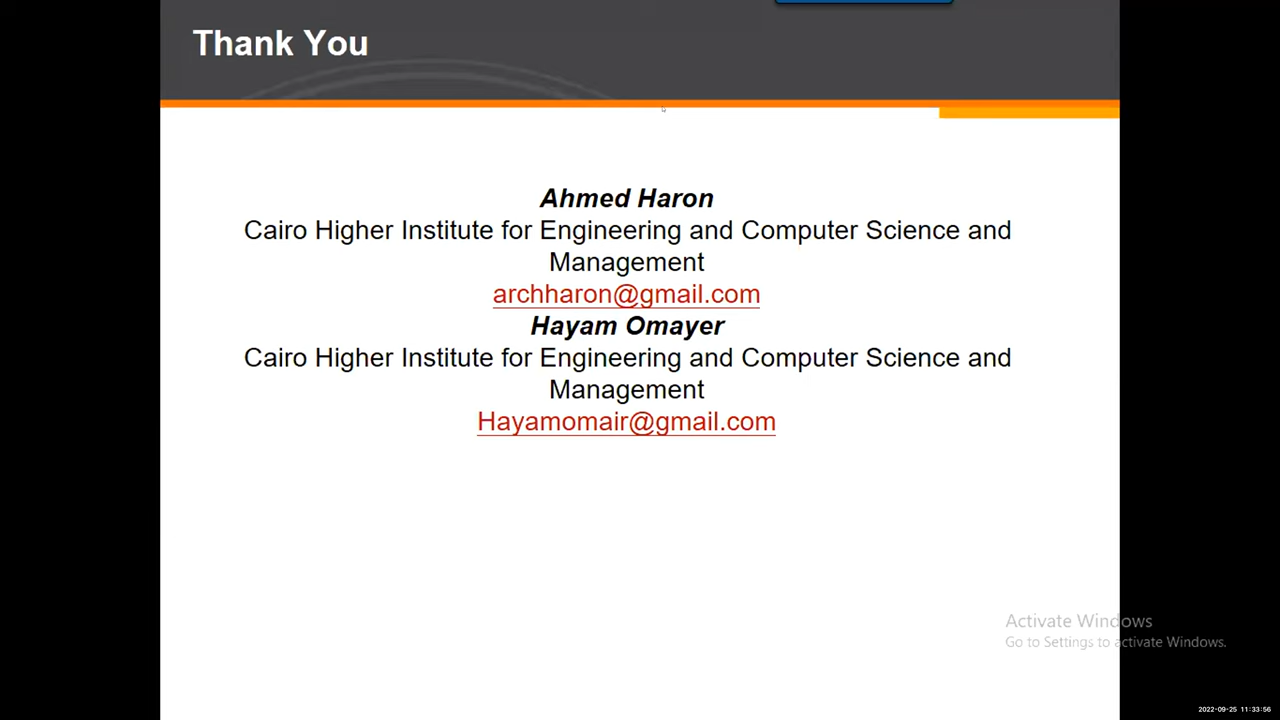 Thank You
Ahmed Haron
Cairo Higher Institute for Engineering and Computer Science and
Management
archharon@gmail.com
Hayam Omayer
Cairo Higher Institute for Engineering and Computer Science and
Management
Hayamomair@gmail.com
Activate Windows
Go to Settings to activate Windows.
2022-09-25 11:33:56